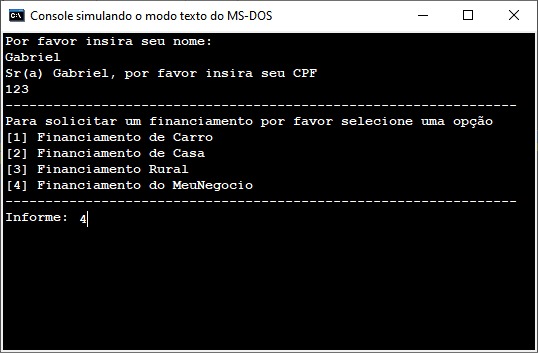 Console simulando o modo texto do MS-DOS
Por favor insira seu nome:
Gabriel
Sr(a) Gabriel, por favor insira seu CPF
123
-----------------------------------------------------------------
Para solicitar um financiamento por favor selecione uma opção
[1] Financiamento de Carro
[2] Financiamento de Casa
[3] Financiamento Rural
[4] Financiamento do MeuNegocio
-----------------------------------------------------------------
Informe: 4